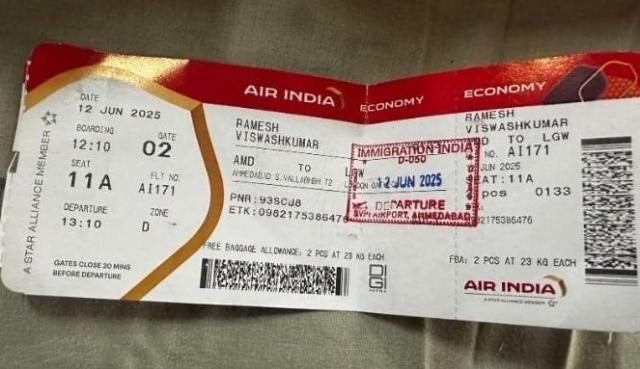 AIR INDIA
ECONOMY
ECONOMY
DATE
12 JUN 2025
BOARDING
12:10
GATE
02
SEAT
11A
FLT NO.
AI171
DEPARTURE
13:10
ZONE
D
GATES CLOSE 20 MINS
BEFORE DEPARTURE
A STAR ALLIANCE MEMBER
RAMESH
VISWASHKUMAR
AMD TO LGW
AHMEDABAD S.VALLABHBH T2
PNR:
ETK:0982175386476
FREE BAGGAGE ALLOWANCE: 2 PCS AT 23 KG EACH
DIGI
YATRA
IMMIGRATION INDIA
D-050
12 JUN 2025
DEPARTURE
SVPI AIRPORT, AHMEDABAD
RAMESH
VISWASHKUMAR
TO LGW
NO. AI171
JUN 2025
SEAT:11A
pcs 0133
82175386476
FBA: 2 PCS AT 23 KG EACH
AIR INDIA
A STAR ALLIANCE MEMBER